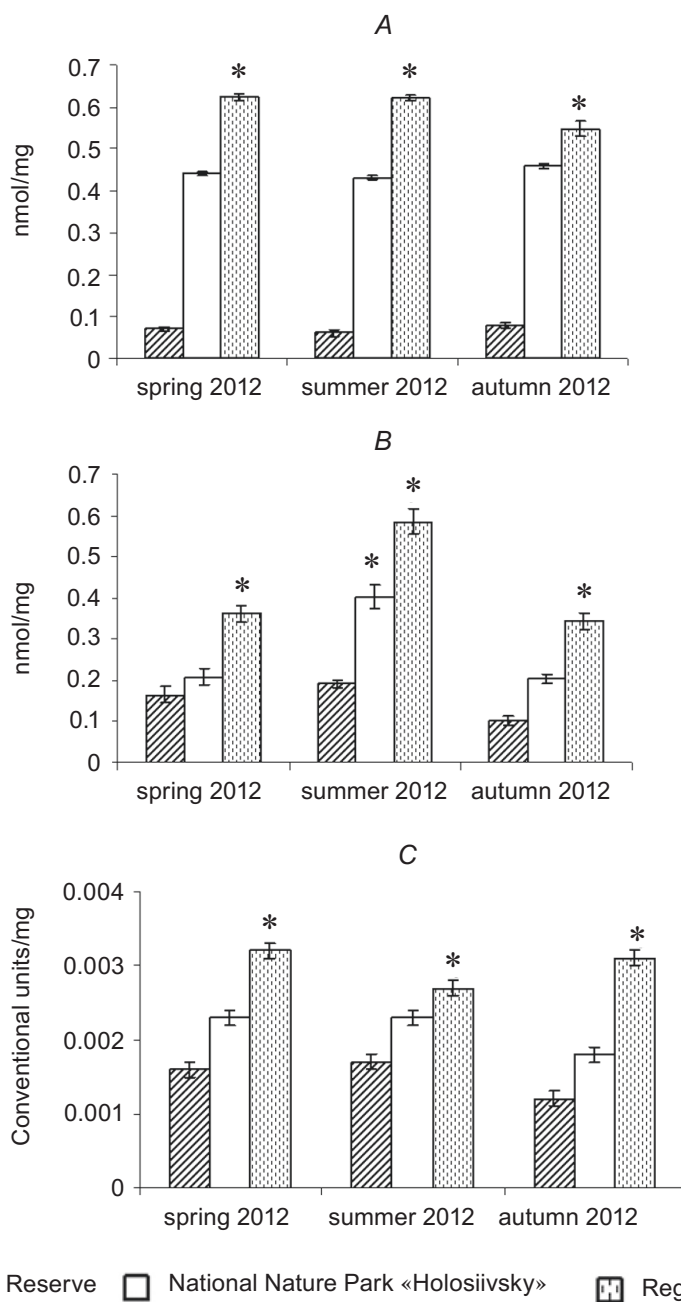 A
0.7
0.6
0.5
0.4
0.3
0.2
0.1
0
nmol/mg
* * *
spring 2012 summer 2012 autumn 2012
B
0.7
0.6
0.5
0.4
0.3
0.2
0.1
0
nmol/mg
* * * *
spring 2012 summer 2012 autumn 2012
C
0.004
0.003
0.002
0.001
0
Conventional units/mg
* * *
spring 2012 summer 2012 autumn 2012
Reserve National Nature Park «Holosiivsky» Reg